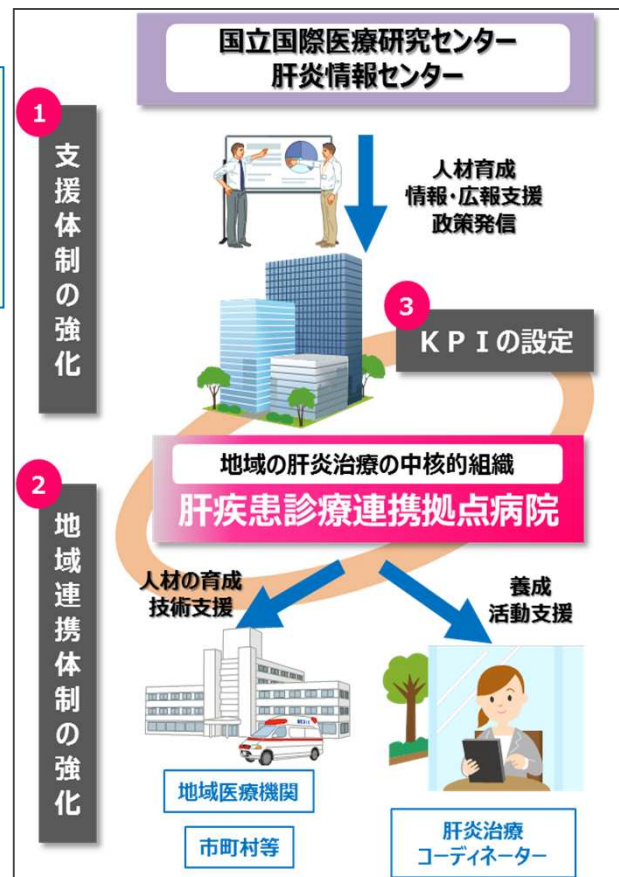 国立国際医療研究センター
肝炎情報センター
1
支援体制の強化
人材育成
情報・広報支援
政策発信
3
ＫＰＩの設定
地域の肝炎治療の中核的組織
肝疾患診療連携拠点病院
2
地域連携体制の強化
人材の育成
技術支援
養成
活動支援
地域医療機関
市町村等
肝炎治療
コーディネーター